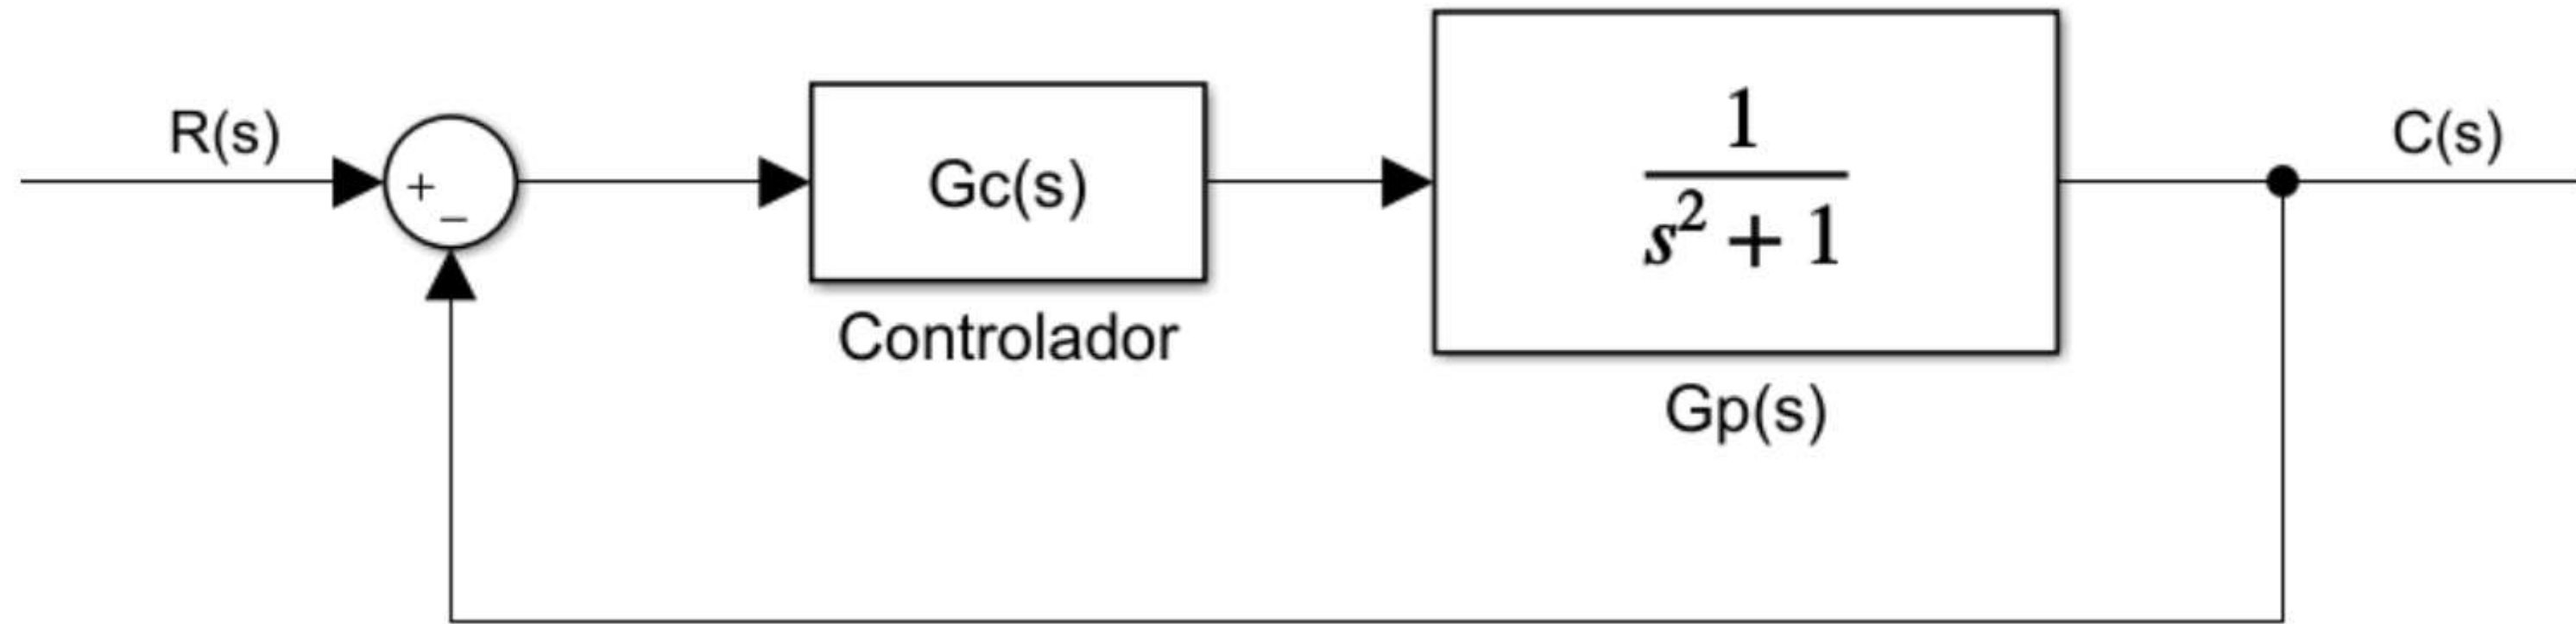 R(s)
+
−
Gc(s)
Controlador
1
s² + 1
Gp(s)
C(s)